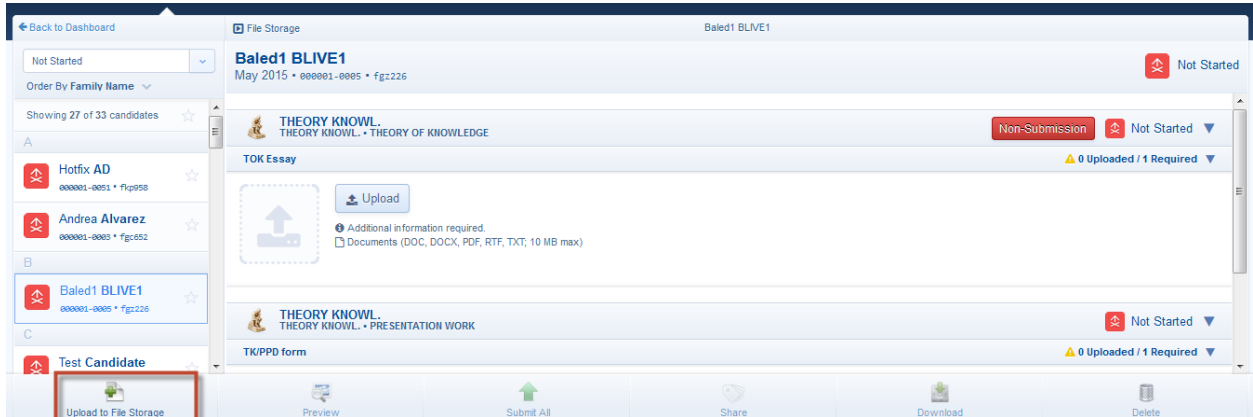 Back to Dashboard
File Storage
Baled1 BLIVE1
Not Started
Order By Family Name
Showing 27 of 33 candidates
A
Hotfix AD
000001-0051 • fkp958
Andrea Alvarez
000001-0003 • fgc652
B
Baled1 BLIVE1
000001-0005 • fgz226
C
Test Candidate
Baled1 BLIVE1
May 2015 • 000001-0005 • fgz226
Not Started
THEORY KNOWL.
THEORY KNOWL. • THEORY OF KNOWLEDGE
Non-Submission
Not Started
TOK Essay
0 Uploaded / 1 Required
Upload
Additional information required.
Documents (DOC, DOCX, PDF, RTF, TXT; 10 MB max)
THEORY KNOWL.
THEORY KNOWL. • PRESENTATION WORK
Not Started
TK/PPD form
0 Uploaded / 1 Required
Upload to File Storage
Preview
Submit All
Share
Download
Delete